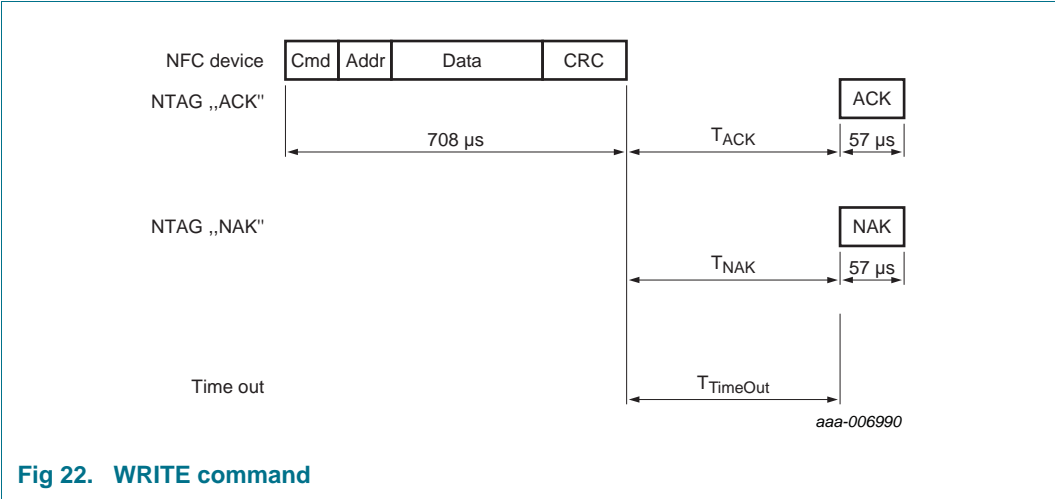 NFC device Cmd Addr Data CRC
NTAG ,,ACK" ACK
708 µs TACK 57 µs
NTAG ,,NAK" NAK
TNAK 57 µs
Time out TTimeOut
aaa-006990
Fig 22. WRITE command